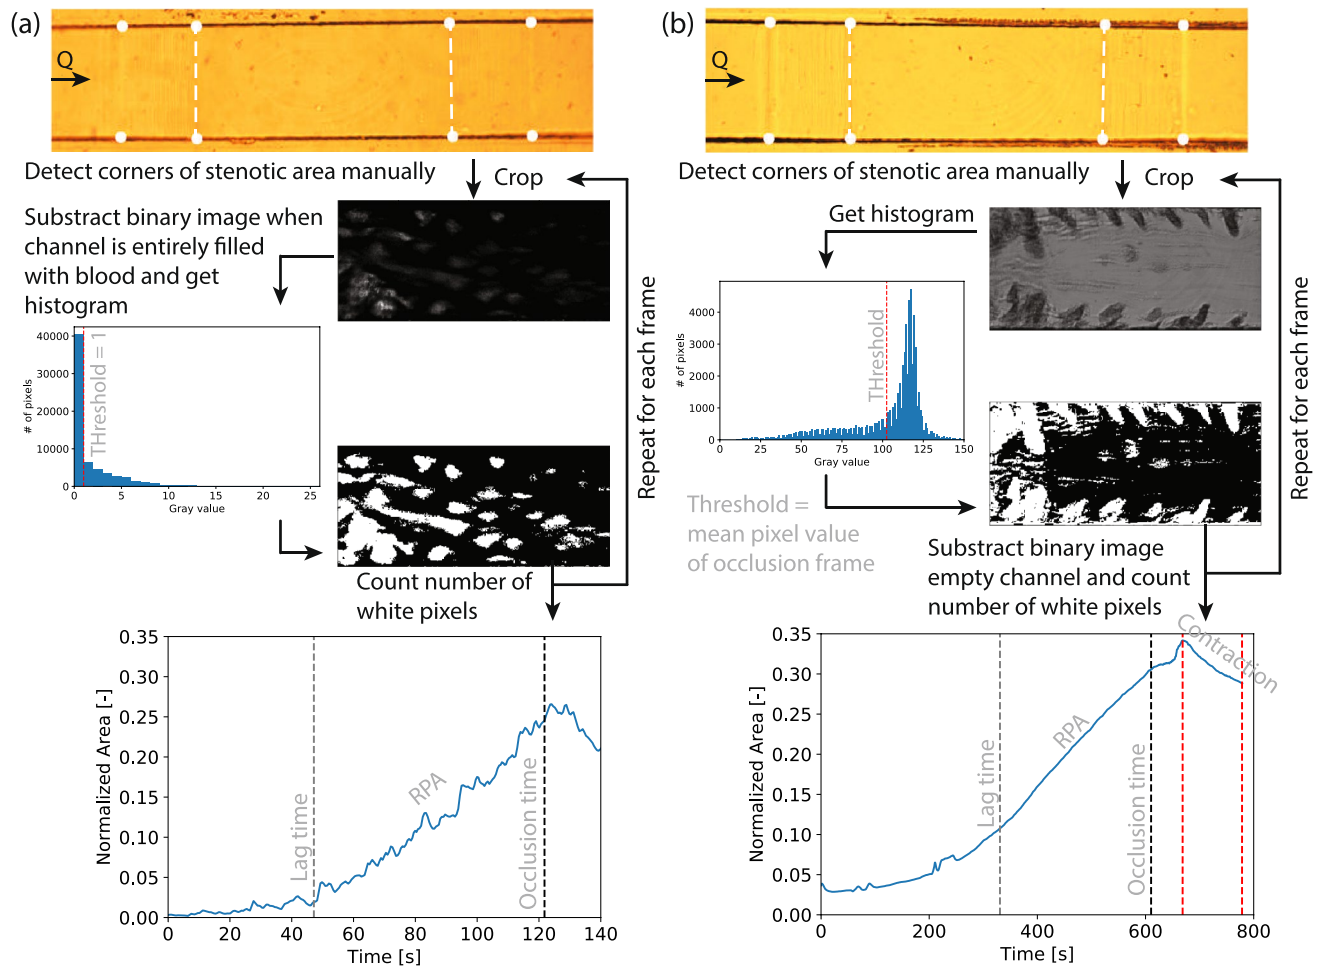 (a)
Q
Detect corners of stenotic area manually
Crop
Substract binary image when
channel is entirely filled
with blood and get
histogram
40000
30000
20000
10000
0
# of pixels
THreshold = 1
0 5 10 15 20 25
Gray value
Repeat for each frame
Count number of
white pixels
0.35
0.30
0.25
0.20
0.15
0.10
0.05
0.00
Normalized Area [-]
Lag time
RPA
Occlusion time
0 20 40 60 80 100 120 140
Time [s]
(b)
Q
Detect corners of stenotic area manually
Crop
Get histogram
4000
3000
2000
1000
0
# of pixels
THreshold
0 25 50 75 100 125 150
Gray value
Threshold =
mean pixel value
of occlusion frame
Repeat for each frame
Substract binary image
empty channel and count
number of white pixels
0.35
0.30
0.25
0.20
0.15
0.10
0.05
0.00
Normalized Area [-]
Lag time
RPA
Occlusion time
Contraction
0 200 400 600 800
Time [s]